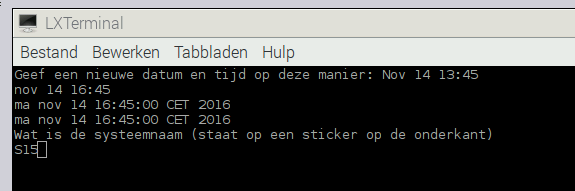 LXTerminal
Bestand Bewerken Tabbladen Hulp
Geef een nieuwe datum en tijd op deze manier: Nov 14 13:45
nov 14 16:45
ma nov 14 16:45:00 CET 2016
ma nov 14 16:45:00 CET 2016
Wat is de systeemnaam (staat op een sticker op de onderkant)
S15